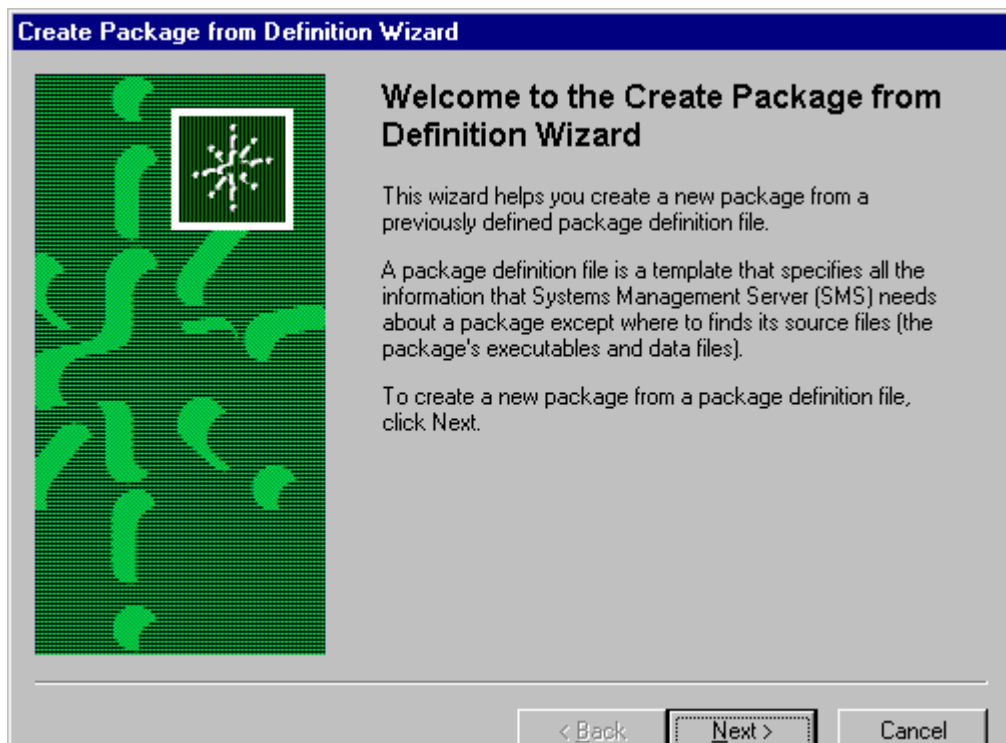 Create Package from Definition Wizard
Welcome to the Create Package from
Definition Wizard
This wizard helps you create a new package from a
previously defined package definition file.
A package definition file is a template that specifies all the
information that Systems Management Server (SMS) needs
about a package except where to finds its source files (the
package's executables and data files).
To create a new package from a package definition file,
click Next.
< Back Next > Cancel